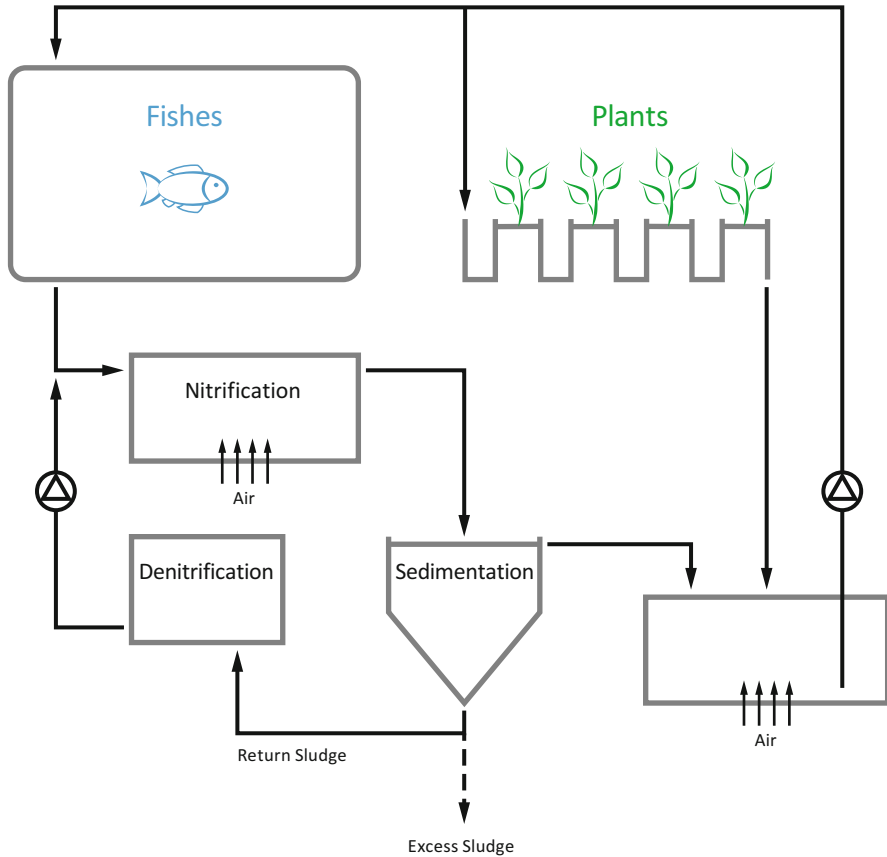 Fishes
Plants
Nitrification
Air
Denitrification
Sedimentation
Air
Return Sludge
Excess Sludge